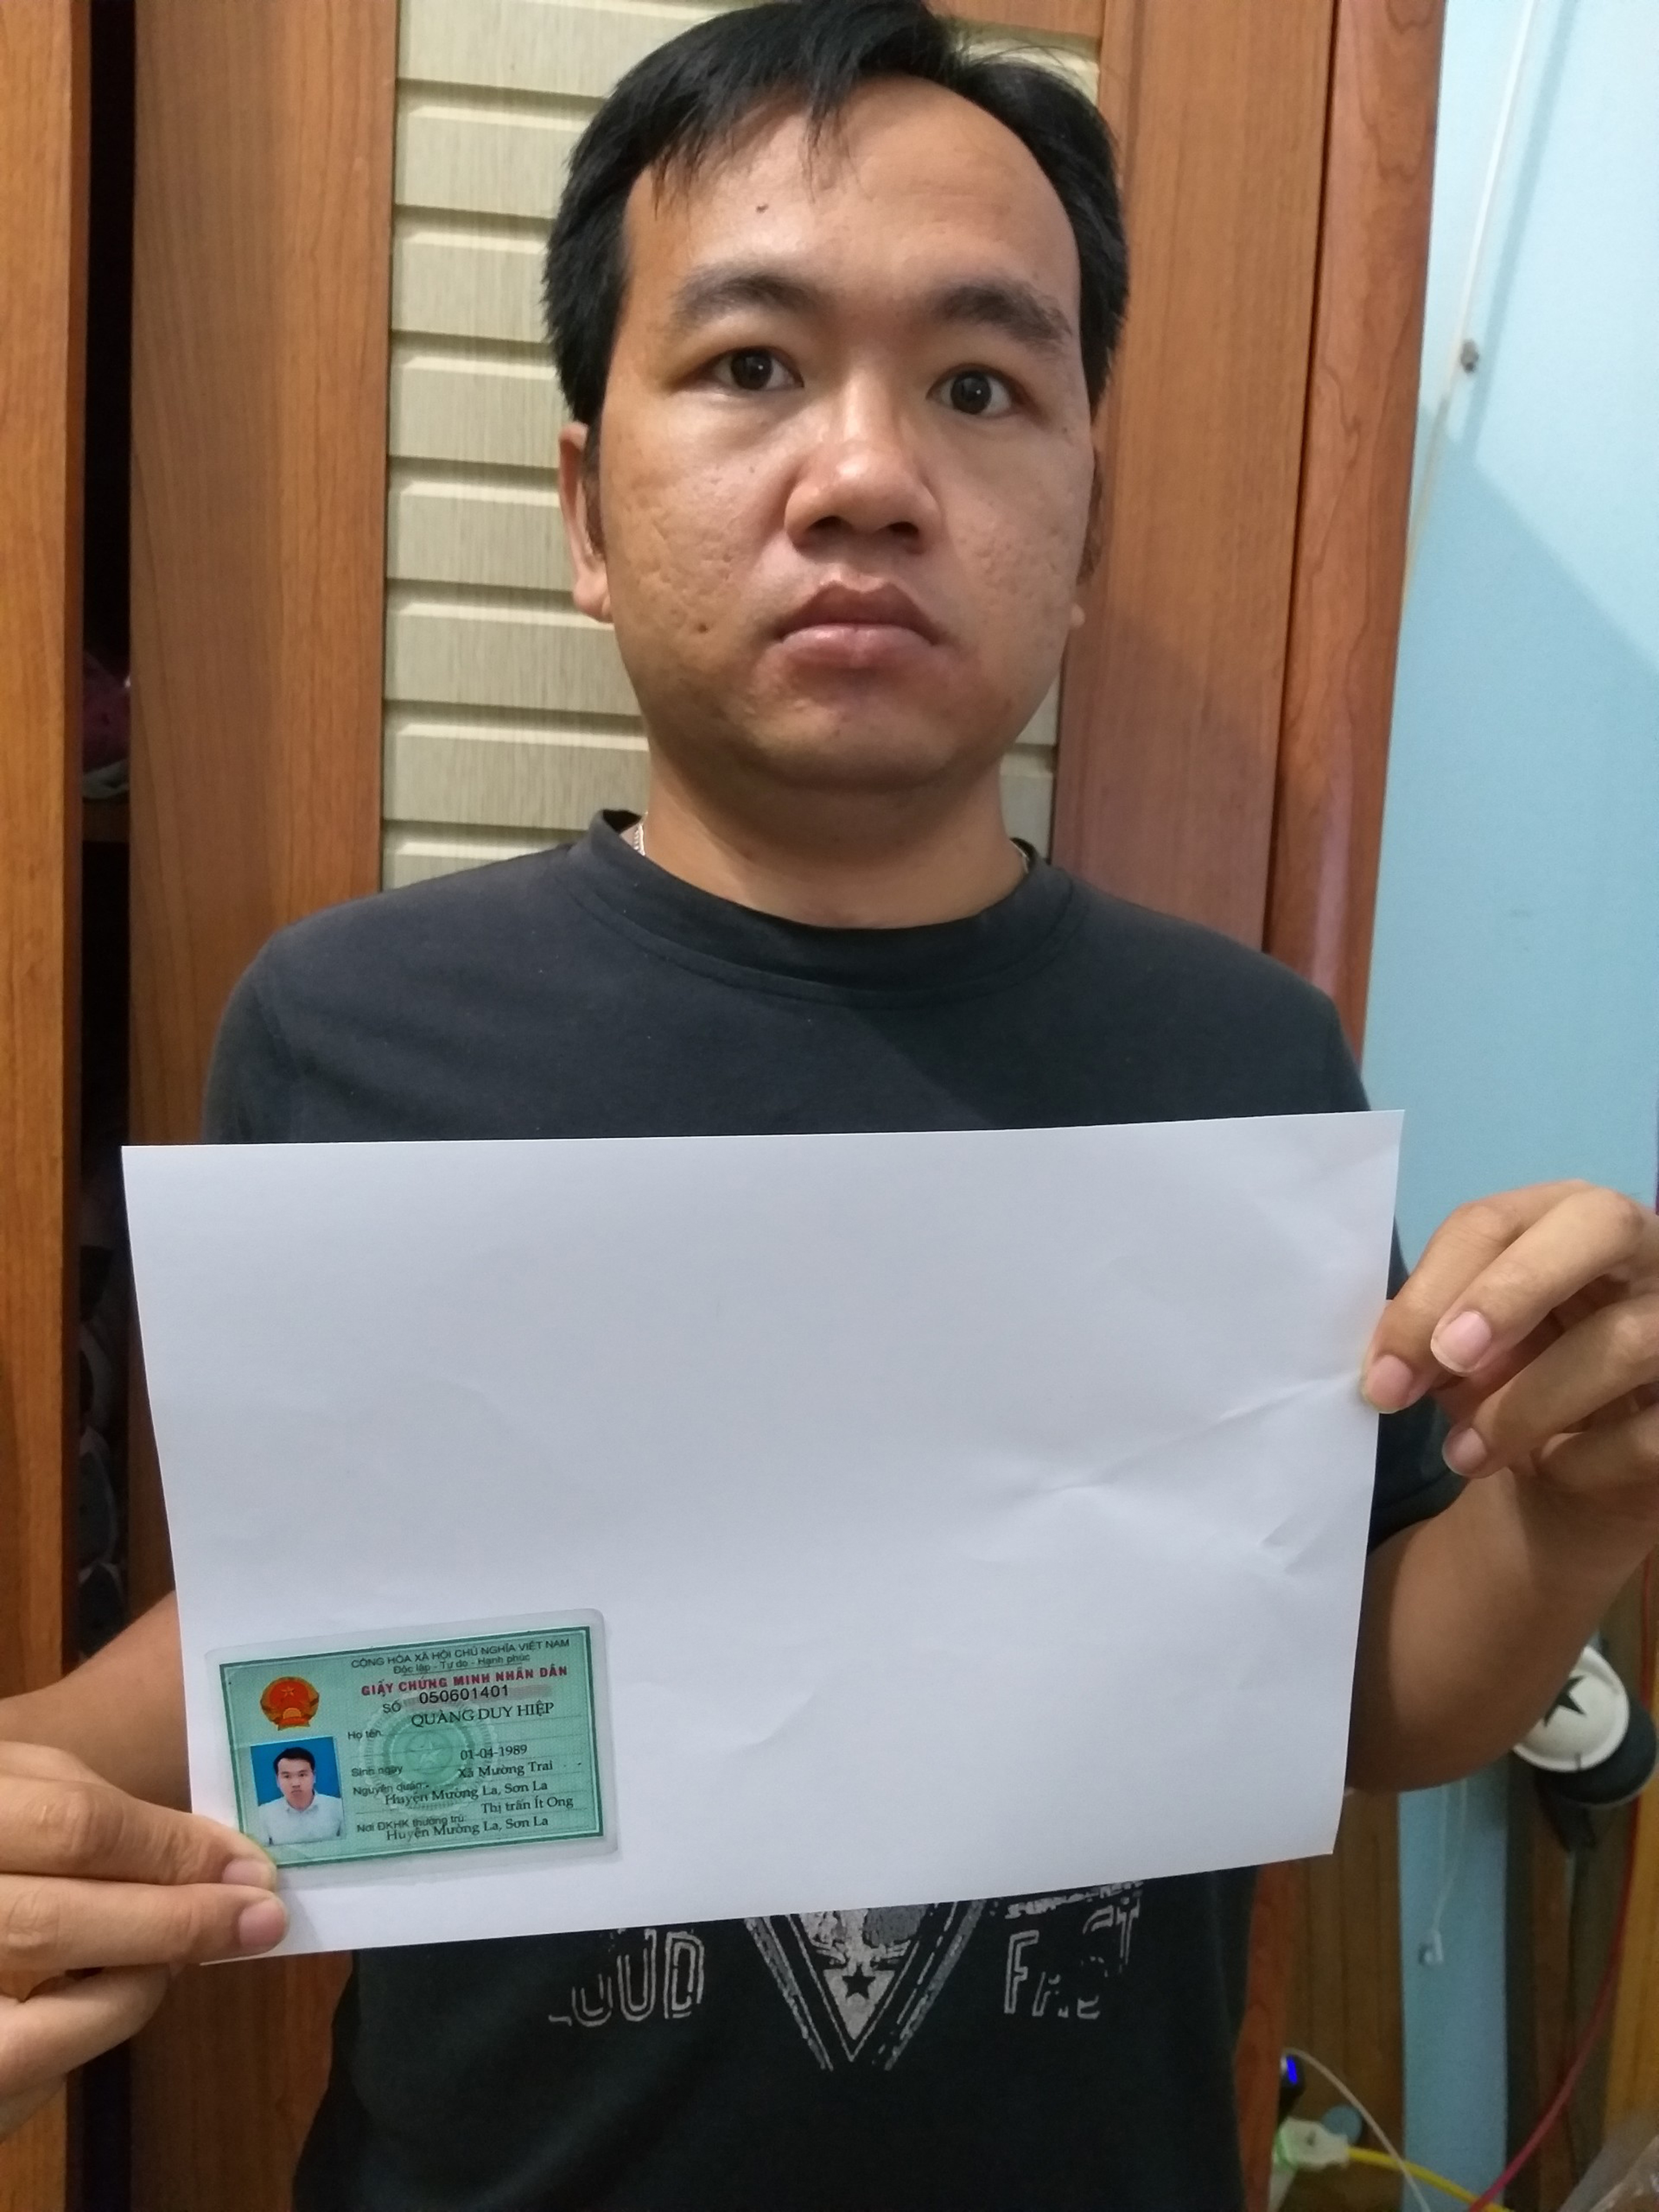 CỘNG HÒA XÃ HỘI CHỦ NGHĨA VIỆT NAM
Độc lập - Tự do - Hạnh phúc
GIẤY CHỨNG MINH NHÂN DÂN
SỐ 050601401
Họ tên: QUÀNG DUY HIỆP
Sinh ngày 01-04-1989
Nguyên quán Xã Mường Trai
Huyện Mường La, Sơn La
Nơi ĐKHK thường trú: Thị trấn Ít Ong
Huyện Mường La, Sơn La